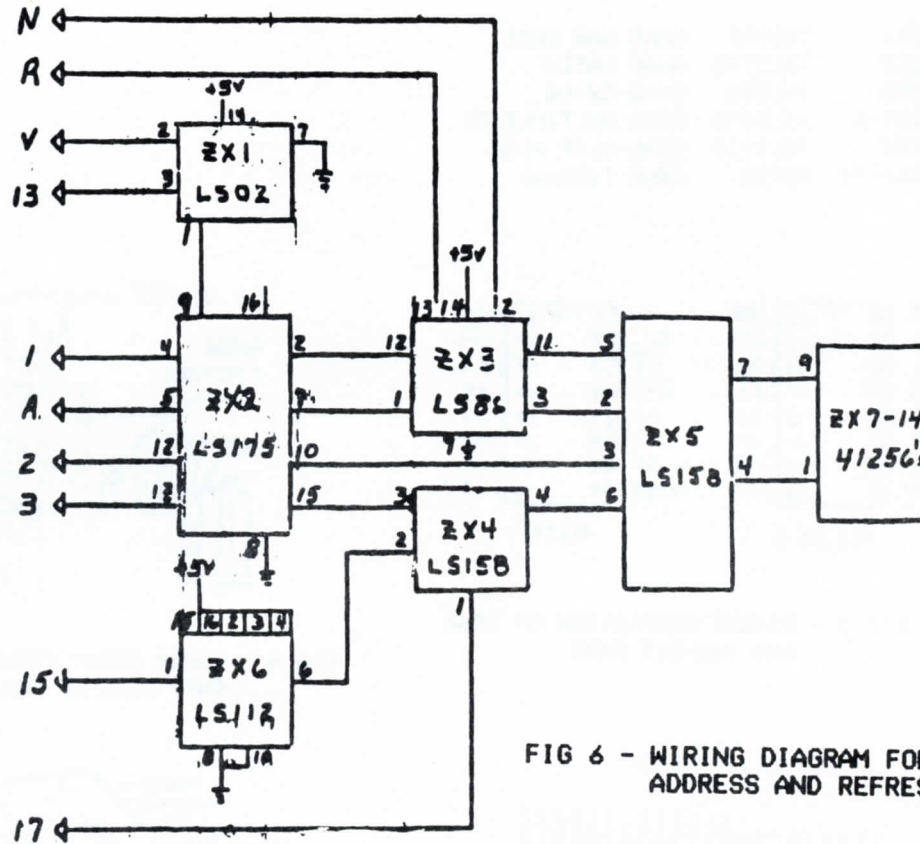 N
R
+5V
14
V 2 7
ZX1
13 3 LS02
1
+5V
9 16 13 14 2
1 4 2 12 ZX3 11 5 7 9
A 5 ZX2 1 LS86 3 2 ZX5 ZX7-14
2 12 LS175 10 7 3 LS158 4 1 41256
3 13 15 3 4 6
8 2 ZX4
+5V LS158
15 16 2 3 4 1
15 1 ZX6 6
LS112
8
17
FIG 6 - WIRING DIAGRAM FO
ADDRESS AND REFRES